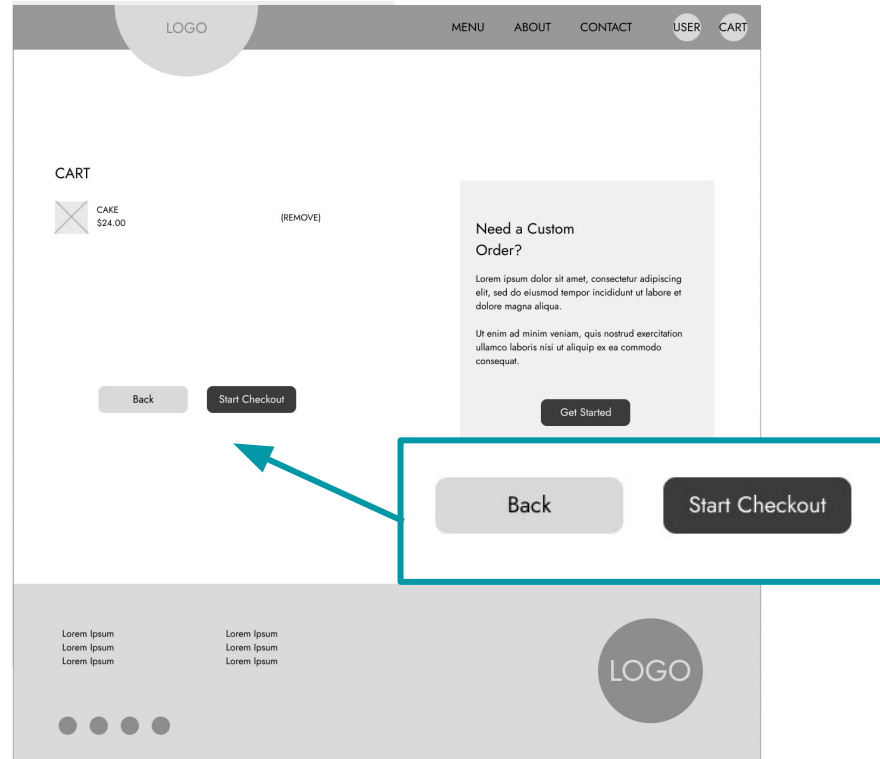 LOGO
MENU
ABOUT
CONTACT
USER
CART
CART
CAKE
$24.00
(REMOVE)
Need a Custom
Order?
Lorem ipsum dolor sit amet, consectetur adipiscing
elit, sed do eiusmod tempor incididunt ut labore et
dolore magna aliqua.
Ut enim ad minim veniam, quis nostrud exercitation
ullamco laboris nisi ut aliquip ex ea commodo
consequat.
Back
Start Checkout
Get Started
Back
Start Checkout
Lorem Ipsum
Lorem Ipsum
Lorem Ipsum
Lorem Ipsum
Lorem Ipsum
Lorem Ipsum
LOGO